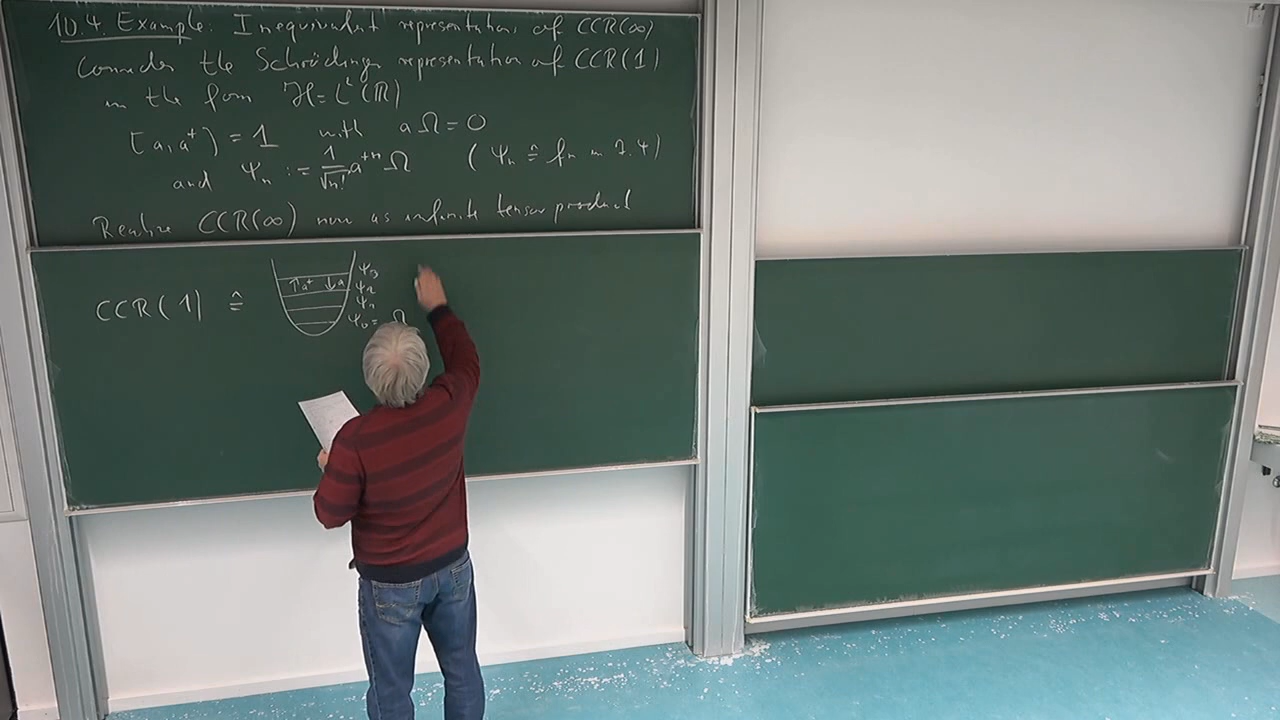 10.4. Example. Inequivalent representations of CCR(∞)
Consider the Schrödinger representation of CCR(1)
in the form ℋ = L²(ℝ)
[a, a⁺] = 1 with aΩ = 0
and Ψₙ := 1/√n! a⁺ⁿ Ω (Ψₙ ≙ fₙ in 7.4)
Realize CCR(∞) now as infinite tensor product
CCR(1) ≙ ↑a⁺ ↓a Ψ₃
Ψ₂
Ψ₁
Ψ₀ = Ω